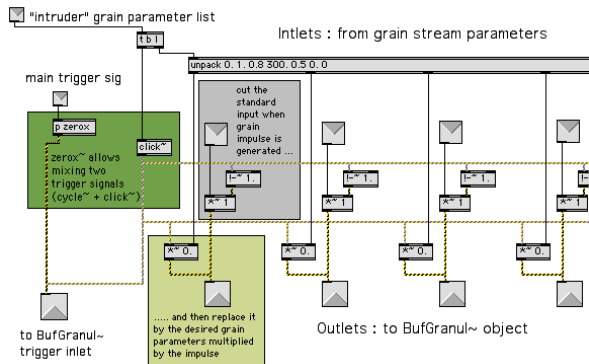 "intruder" grain parameter list
t b l
Intlets : from grain stream parameters
unpack 0. 1. 0.8 300. 0.5 0. 0
main trigger sig
p zerox
click~
zerox~ allows
mixing two
trigger signals
(cycle~ + click~)
cut the
standard
input when
grain
impulse is
generated ...
!-~ 1.
!-~ 1.
!-~ 1.
!-
*~ 1
*~ 1
*~ 1
*~ 1
*~ 0.
*~ 0.
*~ 0.
*~ 0.
..... and then replace it
by the desired grain
parameters multiplied
by the impulse
to BufGranul~
trigger inlet
Outlets : to BufGranul~ object